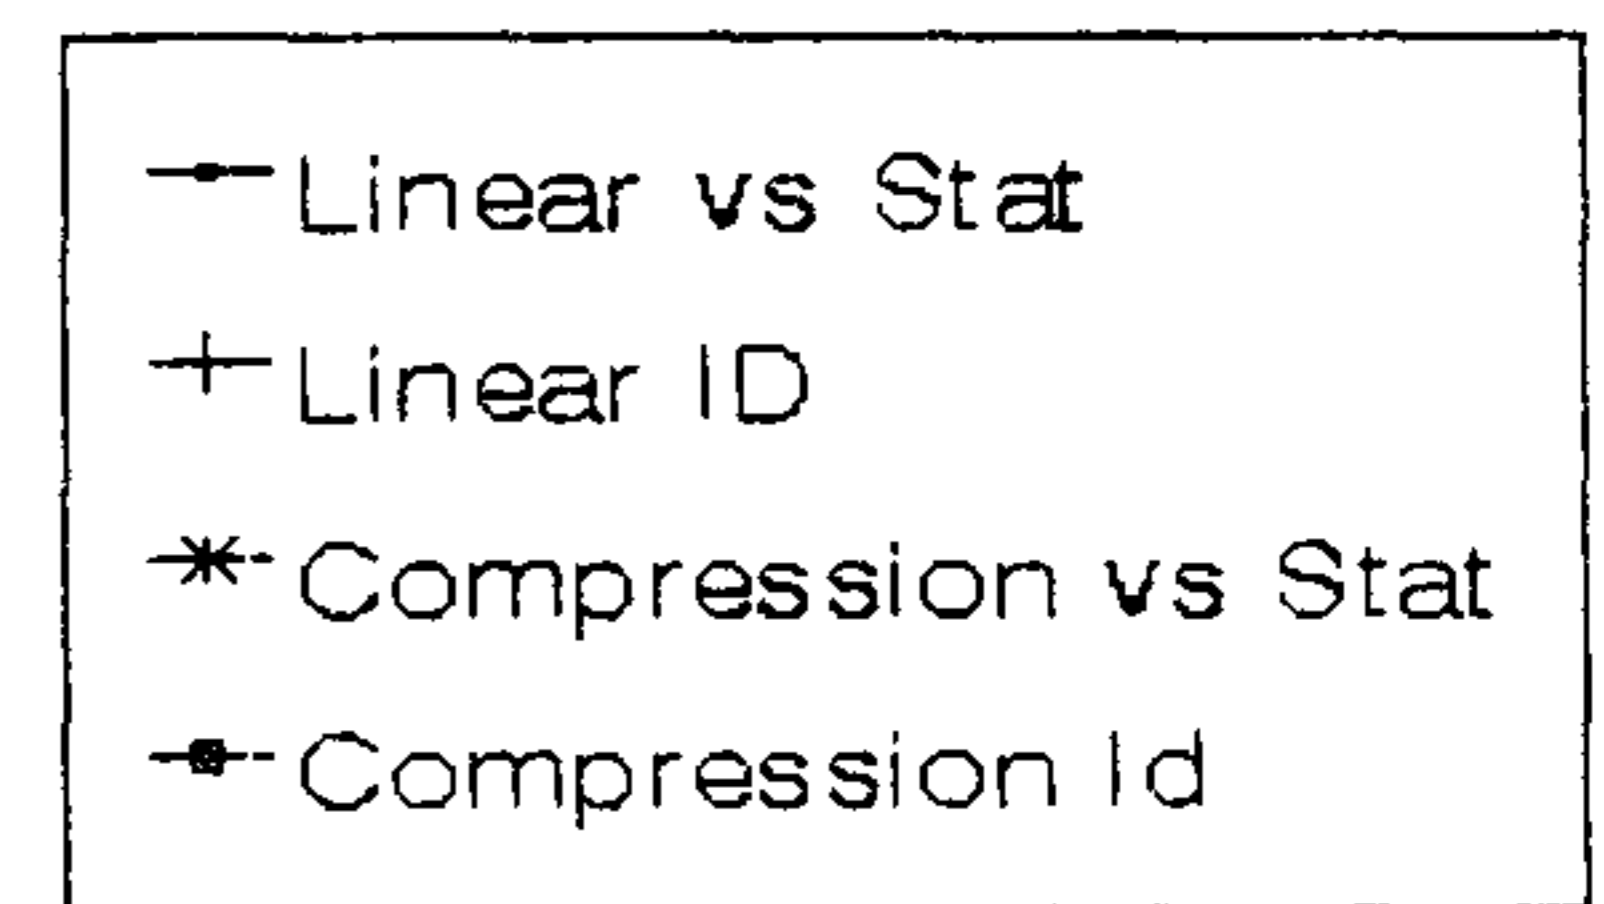 Linear vs Stat
Linear ID
Compression vs Stat
Compression Id